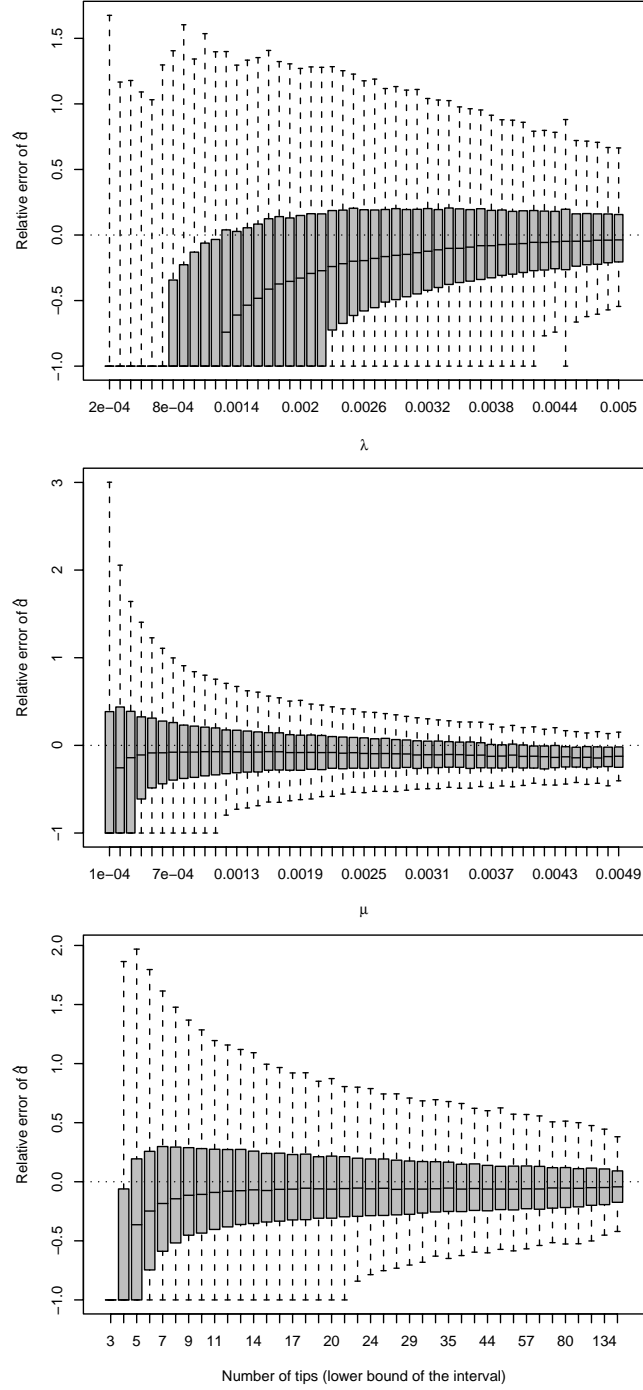 Relative error of d̂
1.5
1.0
0.5
0.0
−0.5
−1.0
2e−04 8e−04 0.0014 0.002 0.0026 0.0032 0.0038 0.0044 0.005
λ
Relative error of d̂
3
2
1
0
−1
1e−04 7e−04 0.0013 0.0019 0.0025 0.0031 0.0037 0.0043 0.0049
μ
Relative error of d̂
2.0
1.5
1.0
0.5
0.0
−0.5
−1.0
3 5 7 9 11 14 17 20 24 29 35 44 57 80 134
Number of tips (lower bound of the interval)